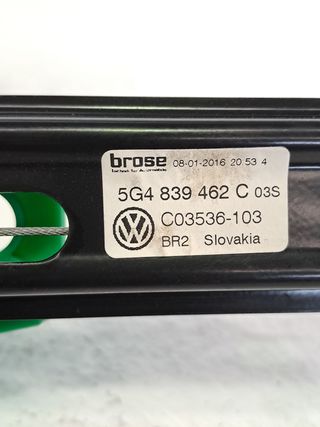 brose 08-01-2016 20 53 4
5G4 839 462 C 03S
C03536-103
BR2 Slovakia